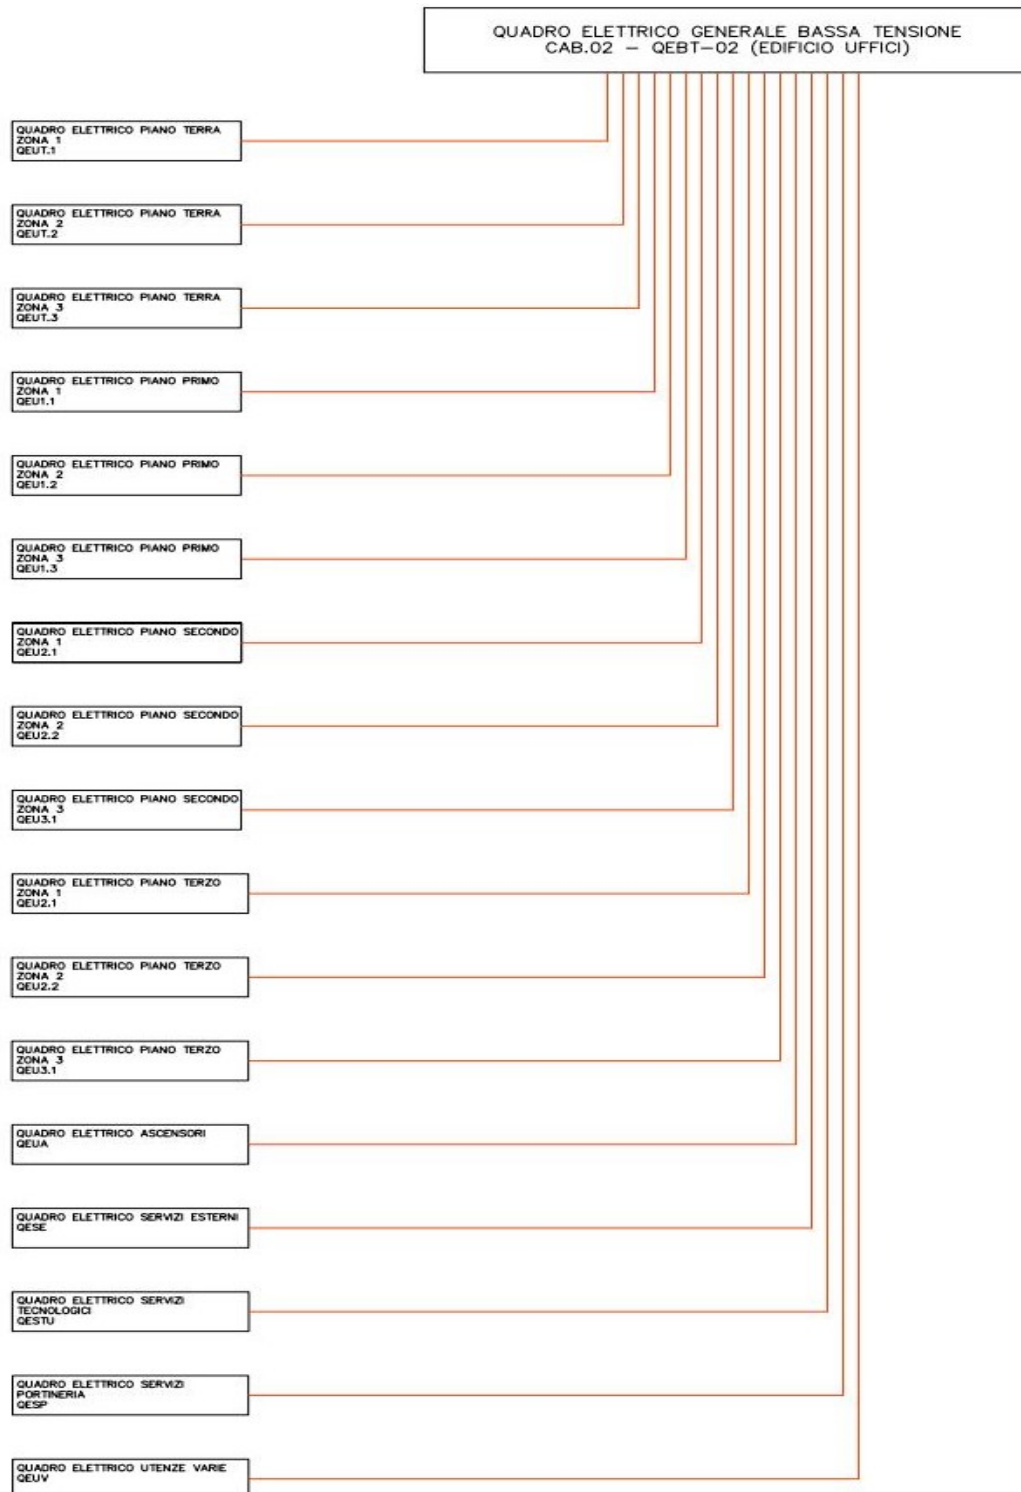 QUADRO ELETTRICO GENERALE BASSA TENSIONE
CAB.02 – QEBT–02 (EDIFICIO UFFICI)
QUADRO ELETTRICO PIANO TERRA
ZONA 1
QEUT.1
QUADRO ELETTRICO PIANO TERRA
ZONA 2
QEUT.2
QUADRO ELETTRICO PIANO TERRA
ZONA 3
QEUT.3
QUADRO ELETTRICO PIANO PRIMO
ZONA 1
QEU1.1
QUADRO ELETTRICO PIANO PRIMO
ZONA 2
QEU1.2
QUADRO ELETTRICO PIANO PRIMO
ZONA 3
QEU1.3
QUADRO ELETTRICO PIANO SECONDO
ZONA 1
QEU2.1
QUADRO ELETTRICO PIANO SECONDO
ZONA 2
QEU2.2
QUADRO ELETTRICO PIANO SECONDO
ZONA 3
QEU3.1
QUADRO ELETTRICO PIANO TERZO
ZONA 1
QEU2.1
QUADRO ELETTRICO PIANO TERZO
ZONA 2
QEU2.2
QUADRO ELETTRICO PIANO TERZO
ZONA 3
QEU3.1
QUADRO ELETTRICO ASCENSORI
QEUA
QUADRO ELETTRICO SERVIZI ESTERNI
QESE
QUADRO ELETTRICO SERVIZI
TECNOLOGICI
QESTU
QUADRO ELETTRICO SERVIZI
PORTINERIA
QESP
QUADRO ELETTRICO UTENZE VARIE
QEUV